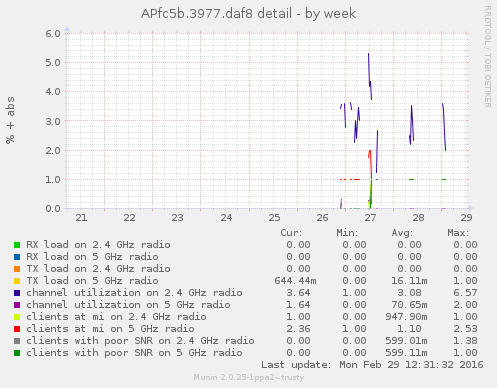 APfc5b.3977.daf8 detail - by week
RRDTOOL / TOBI OETIKER
% + abs
6.0
5.0
4.0
3.0
2.0
1.0
0.0
21 22 23 24 25 26 27 28 29
Cur: Min: Avg: Max:
RX load on 2.4 GHz radio 0.00 0.00 0.00 0.00
RX load on 5 GHz radio 0.00 0.00 0.00 0.00
TX load on 2.4 GHz radio 0.00 0.00 0.00 0.00
TX load on 5 GHz radio 644.44m 1.00 16.11m 1.00
channel utilization on 2.4 GHz radio 3.64 1.00 3.08 6.57
channel utilization on 5 GHz radio 1.64 0.00 70.65m 2.00
clients at mi on 2.4 GHz radio 1.00 0.00 947.90m 1.00
clients at mi on 5 GHz radio 2.36 1.00 1.10 2.53
clients with poor SNR on 2.4 GHz radio 0.00 0.00 599.01m 1.38
clients with poor SNR on 5 GHz radio 0.00 0.00 599.11m 1.00
Last update: Mon Feb 29 12:31:32 2016
Munin 2.0.25-1ppa2~trusty